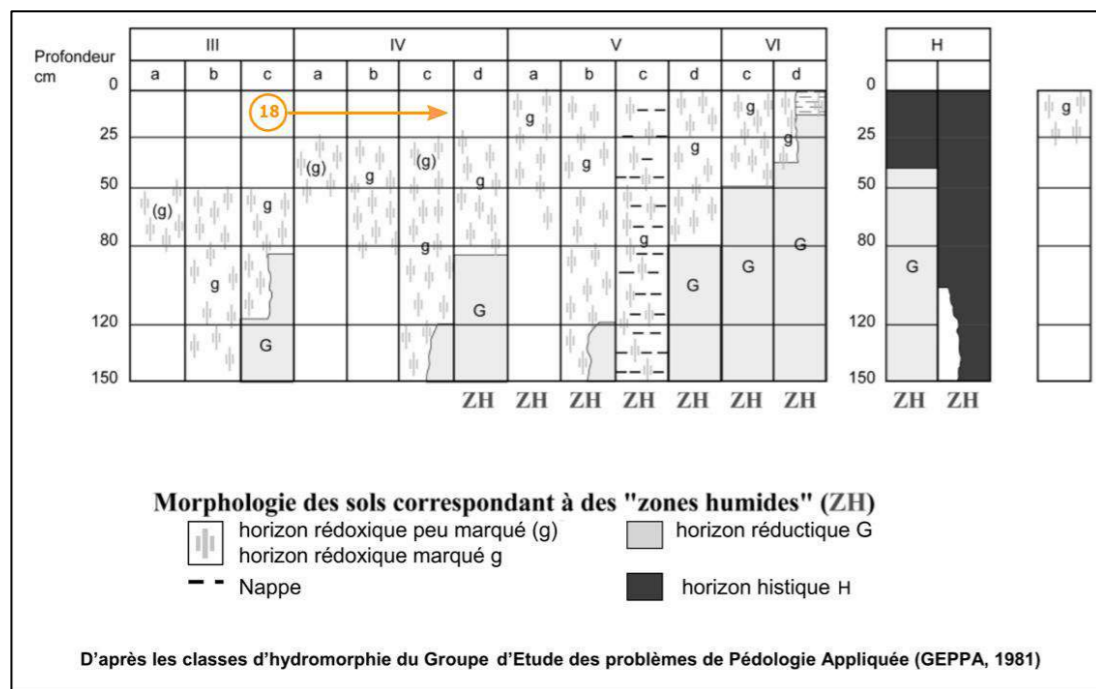 III IV V VI H
Profondeur
cm
a b c a b c d a b c d c d
0 0
18
25 25
50 50
80 80
120 120
150 150
g
g g (g) g g (g)
(g) g g g g
(g) g
g g g
g G G G
G G G
G
ZH ZH ZH ZH ZH ZH ZH ZH ZH
Morphologie des sols correspondant à des "zones humides" (ZH)
horizon rédoxique peu marqué (g) horizon réductique G
horizon rédoxique marqué g
Nappe horizon histique H
D'après les classes d'hydromorphie du Groupe d'Etude des problèmes de Pédologie Appliquée (GEPPA, 1981)